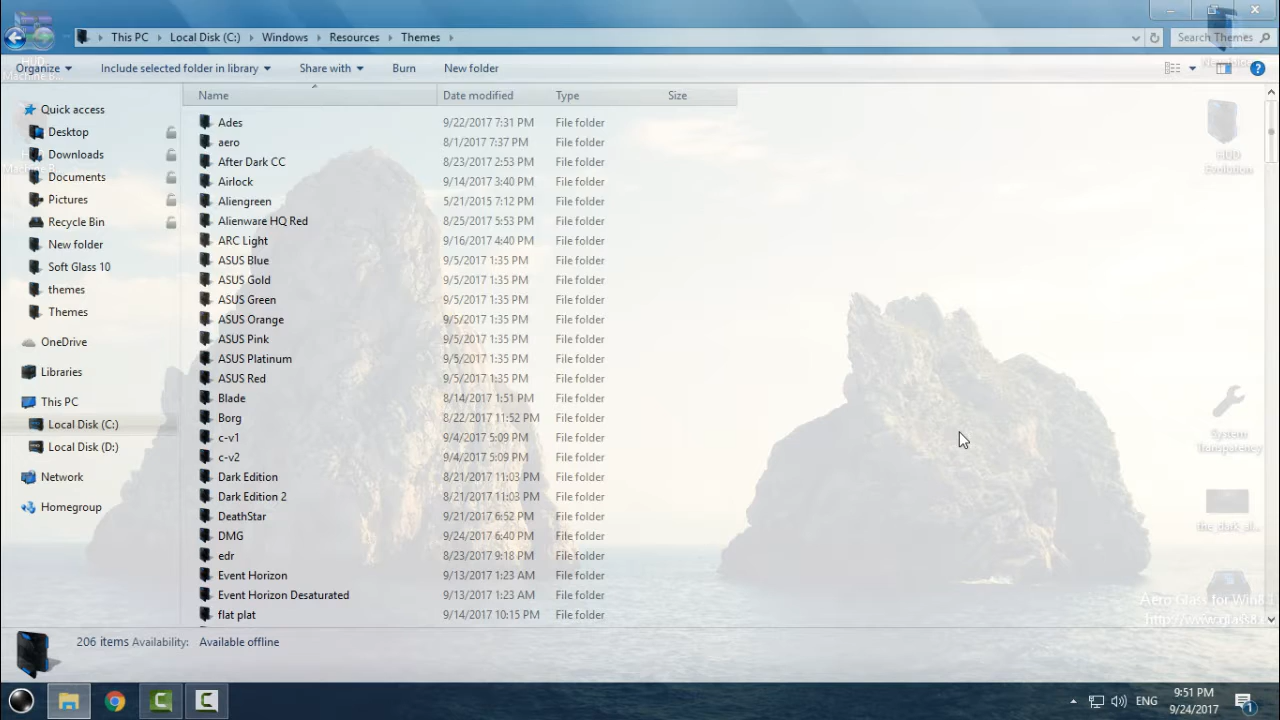 This PC Local Disk (C:) Windows Resources Themes
Search Themes
Organize Include selected folder in library Share with Burn New folder
Name Date modified Type Size
Quick access
Desktop
Downloads
Documents
Pictures
Recycle Bin
New folder
Soft Glass 10
themes
Themes
OneDrive
Libraries
This PC
Local Disk (C:)
Local Disk (D:)
Network
Homegroup
Ades 9/22/2017 7:31 PM File folder
aero 8/1/2017 7:37 PM File folder
After Dark CC 8/23/2017 2:53 PM File folder
Airlock 9/14/2017 3:40 PM File folder
Aliengreen 5/21/2015 7:12 PM File folder
Alienware HQ Red 8/25/2017 5:53 PM File folder
ARC Light 9/16/2017 4:40 PM File folder
ASUS Blue 9/5/2017 1:35 PM File folder
ASUS Gold 9/5/2017 1:35 PM File folder
ASUS Green 9/5/2017 1:35 PM File folder
ASUS Orange 9/5/2017 1:35 PM File folder
ASUS Pink 9/5/2017 1:35 PM File folder
ASUS Platinum 9/5/2017 1:35 PM File folder
ASUS Red 9/5/2017 1:35 PM File folder
Blade 8/14/2017 1:51 PM File folder
Borg 8/22/2017 11:52 PM File folder
c-v1 9/4/2017 5:09 PM File folder
c-v2 9/4/2017 5:09 PM File folder
Dark Edition 8/21/2017 11:03 PM File folder
Dark Edition 2 8/21/2017 11:03 PM File folder
DeathStar 9/21/2017 6:52 PM File folder
DMG 9/24/2017 6:40 PM File folder
edr 8/23/2017 9:18 PM File folder
Event Horizon 9/13/2017 1:23 AM File folder
Event Horizon Desaturated 9/13/2017 1:23 AM File folder
flat plat 9/14/2017 10:15 PM File folder
HUD
Evolution
System
Transparency
Aero Glass for Win8
http://www.glass8
206 items Availability: Available offline
ENG
9:51 PM
9/24/2017
1